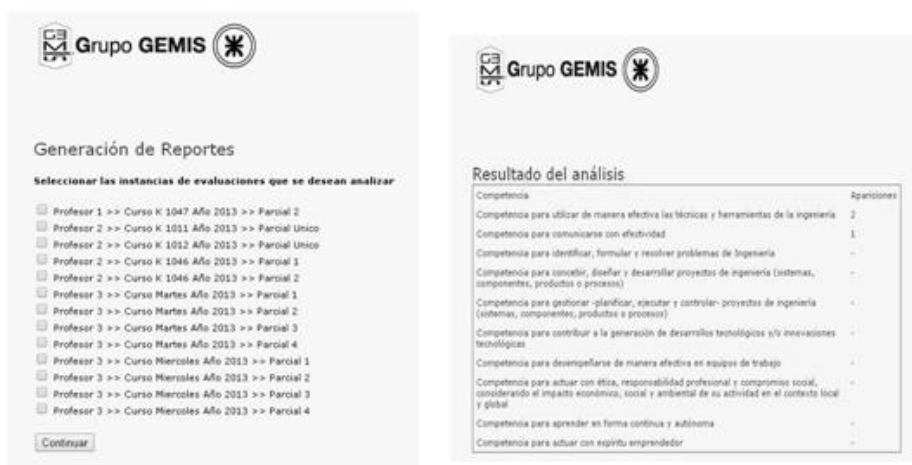 Grupo GEMIS
Generación de Reportes
Seleccionar las instancias de evaluaciones que se desean analizar
Profesor 1 >> Curso K 1047 Año 2013 >> Parcial 2
Profesor 2 >> Curso K 1011 Año 2013 >> Parcial Unico
Profesor 2 >> Curso K 1012 Año 2013 >> Parcial Unico
Profesor 2 >> Curso K 1046 Año 2013 >> Parcial 1
Profesor 2 >> Curso K 1046 Año 2013 >> Parcial 2
Profesor 3 >> Curso Martes Año 2013 >> Parcial 1
Profesor 3 >> Curso Martes Año 2013 >> Parcial 2
Profesor 3 >> Curso Martes Año 2013 >> Parcial 3
Profesor 3 >> Curso Martes Año 2013 >> Parcial 4
Profesor 3 >> Curso Miercoles Año 2013 >> Parcial 1
Profesor 3 >> Curso Miercoles Año 2013 >> Parcial 2
Profesor 3 >> Curso Miercoles Año 2013 >> Parcial 3
Profesor 3 >> Curso Miercoles Año 2013 >> Parcial 4
Continuar
Grupo GEMIS
Resultado del análisis
Competencia Apariciones
Competencia para utilizar de manera efectiva las técnicas y herramientas de la ingeniería 2
Competencia para comunicarse con efectividad 1
Competencia para identificar, formular y resolver problemas de Ingeniería -
Competencia para concebir, diseñar y desarrollar proyectos de ingeniería (sistemas, -
componentes, productos o procesos)
Competencia para gestionar -planificar, ejecutar y controlar- proyectos de ingeniería -
(sistemas, componentes, productos o procesos)
Competencia para contribuir a la generación de desarrollos tecnológicos y/o innovaciones -
tecnológicas
Competencia para desempeñarse de manera efectiva en equipos de trabajo -
Competencia para actuar con ética, responsabilidad profesional y compromiso social, -
considerando el impacto económico, social y ambiental de su actividad en el contexto local
y global
Competencia para aprender en forma continua y autónoma -
Competencia para actuar con espíritu emprendedor -